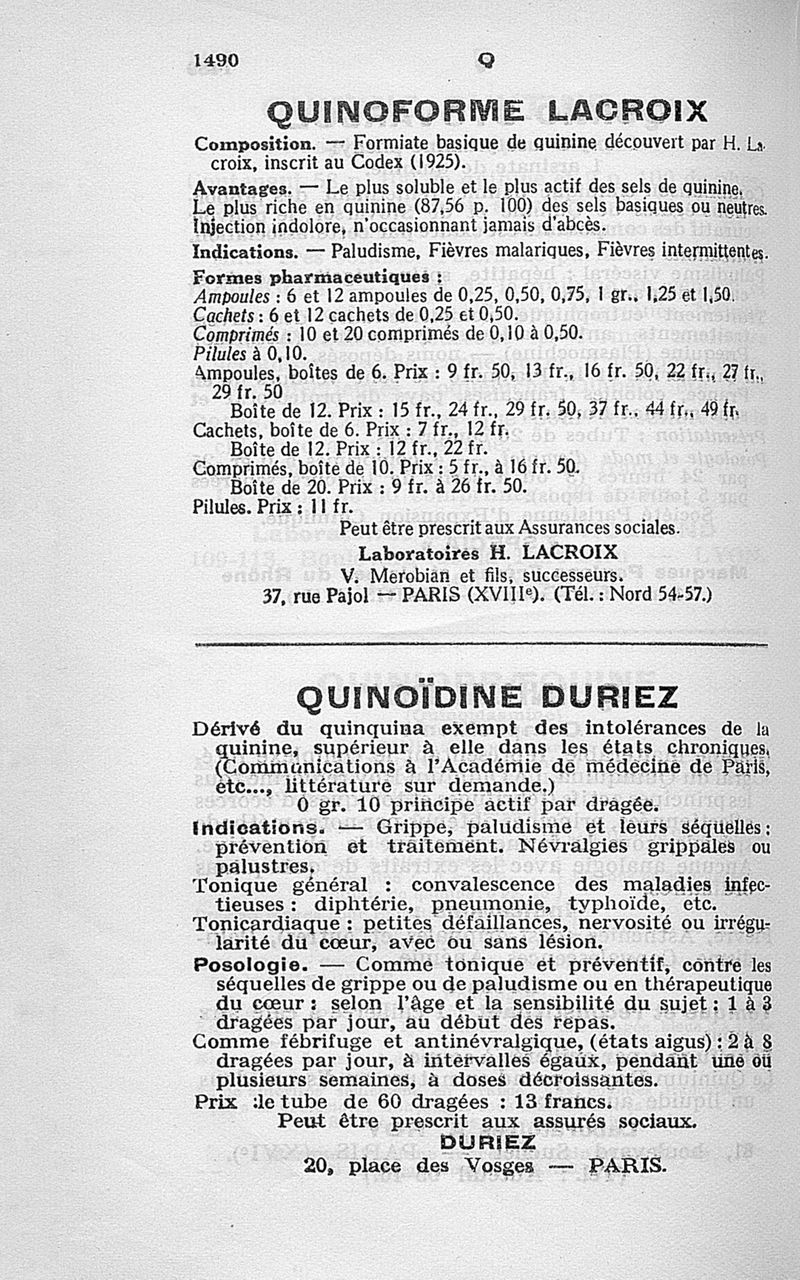 1490 Q
QUINOFORME LACROIX
Composition. — Formiate basique de quinine découvert par H. La-
croix, inscrit au Codex (1925).
Avantages. — Le plus soluble et le plus actif des sels de quinine.
Le plus riche en quinine (87,56 p. 100) des sels basiques ou neutres.
Injection indolore, n'occasionnant jamais d'abcès.
Indications. — Paludisme, Fièvres malariques, Fièvres intermittentes.
Formes pharmaceutiques :
Ampoules : 6 et 12 ampoules de 0,25, 0,50, 0,75, 1 gr., 1,25 et 1,50.
Cachets : 6 et 12 cachets de 0,25 et 0,50.
Comprimés : 10 et 20 comprimés de 0,10 à 0,50.
Pilules à 0,10.
Ampoules, boîtes de 6. Prix : 9 fr. 50, 13 fr., 16 fr. 50, 22 fr., 27 fr.,
29 fr. 50
Boîte de 12. Prix : 15 fr., 24 fr., 29 fr. 50, 37 fr., 44 fr., 49 fr.
Cachets, boîte de 6. Prix : 7 fr., 12 fr.
Boîte de 12. Prix : 12 fr., 22 fr.
Comprimés, boîte de 10. Prix : 5 fr., à 16 fr. 50.
Boîte de 20. Prix : 9 fr. à 26 fr. 50.
Pilules. Prix : 11 fr.
Peut être prescrit aux Assurances sociales.
Laboratoires H. LACROIX
V. Merobian et fils, successeurs.
37, rue Pajol — PARIS (XVIIIe). (Tél. : Nord 54-57.)
QUINOÏDINE DURIEZ
Dérivé du quinquina exempt des intolérances de la
quinine, supérieur à elle dans les états chroniques.
(Communications à l'Académie de médecine de Paris,
etc..., littérature sur demande.)
0 gr. 10 principe actif par dragée.
Indications. — Grippe, paludisme et leurs séquelles :
prévention et traitement. Névralgies grippales ou
palustres.
Tonique général : convalescence des maladies infec-
tieuses : diphtérie, pneumonie, typhoïde, etc.
Tonicardiaque : petites défaillances, nervosité ou irrégu-
larité du cœur, avec ou sans lésion.
Posologie. — Comme tonique et préventif, contre les
séquelles de grippe ou de paludisme ou en thérapeutique
du cœur : selon l'âge et la sensibilité du sujet : 1 à 3
dragées par jour, au début des repas.
Comme fébrifuge et antinévralgique, (états aigus) : 2 à 8
dragées par jour, à intervalles égaux, pendant une ou
plusieurs semaines, à doses décroissantes.
Prix :le tube de 60 dragées : 13 francs.
Peut être prescrit aux assurés sociaux.
DURIEZ
20, place des Vosges — PARIS.